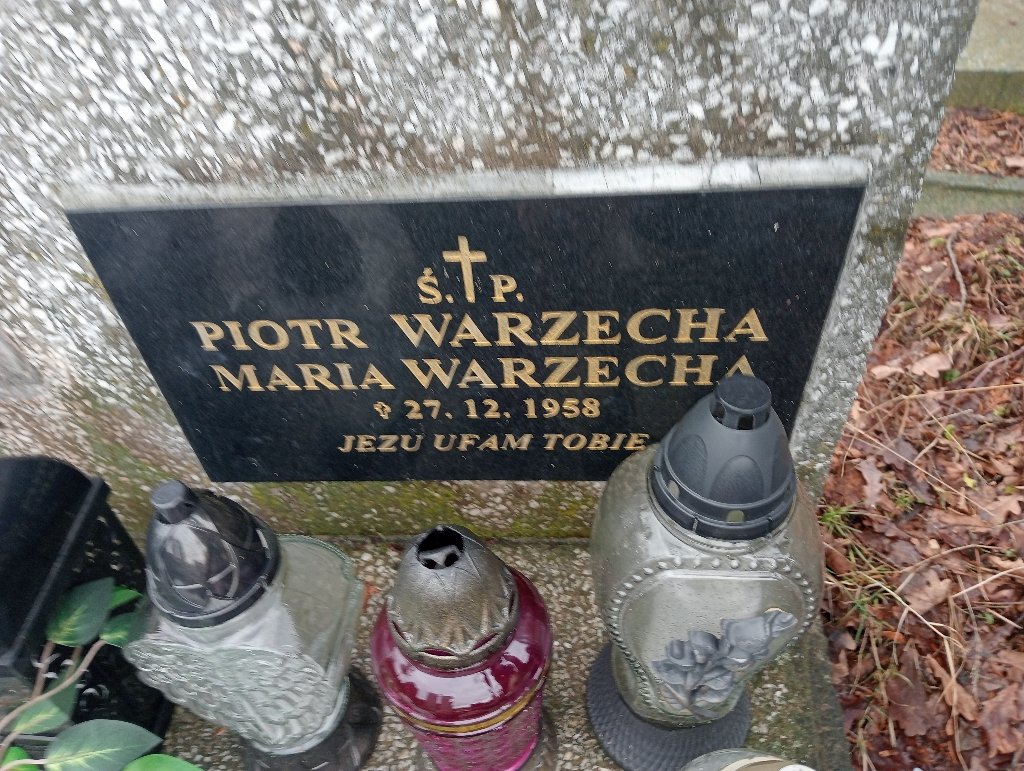 Ś. P.
PIOTR WARZECHA
MARIA WARZECHA
✞ 27. 12. 1958
JEZU UFAM TOBIE